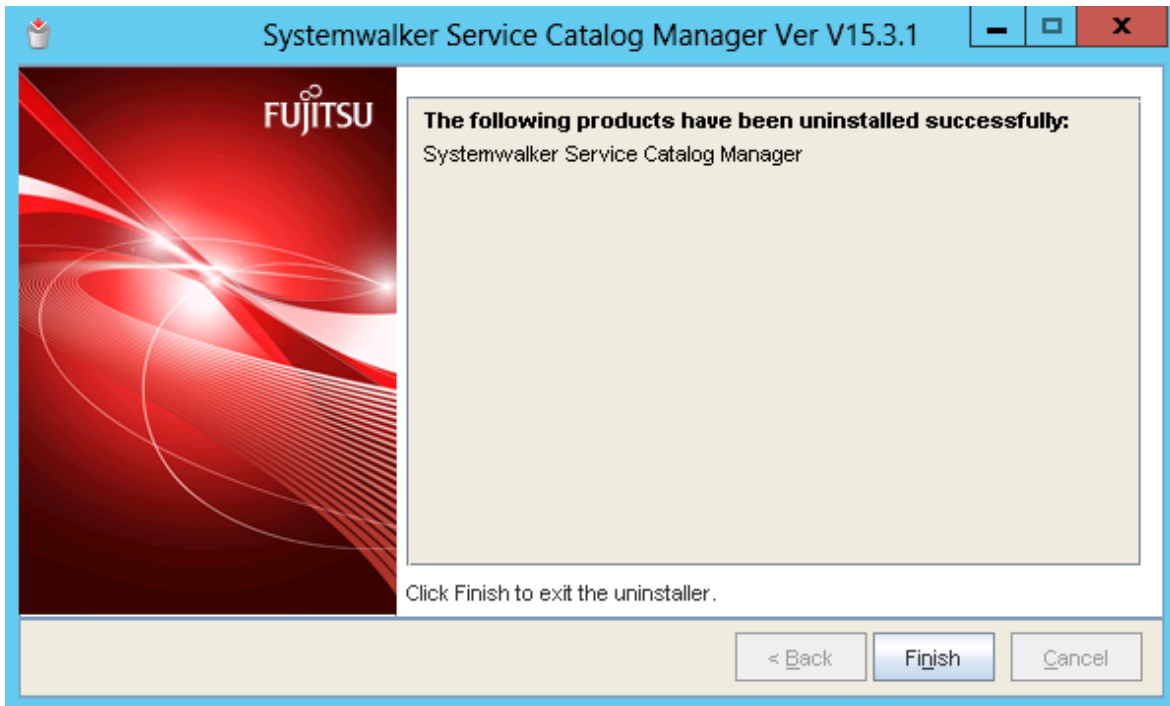 Systemwalker Service Catalog Manager Ver V15.3.1
FUJITSU
The following products have been uninstalled successfully:
Systemwalker Service Catalog Manager
Click Finish to exit the uninstaller.
< Back
Finish
Cancel